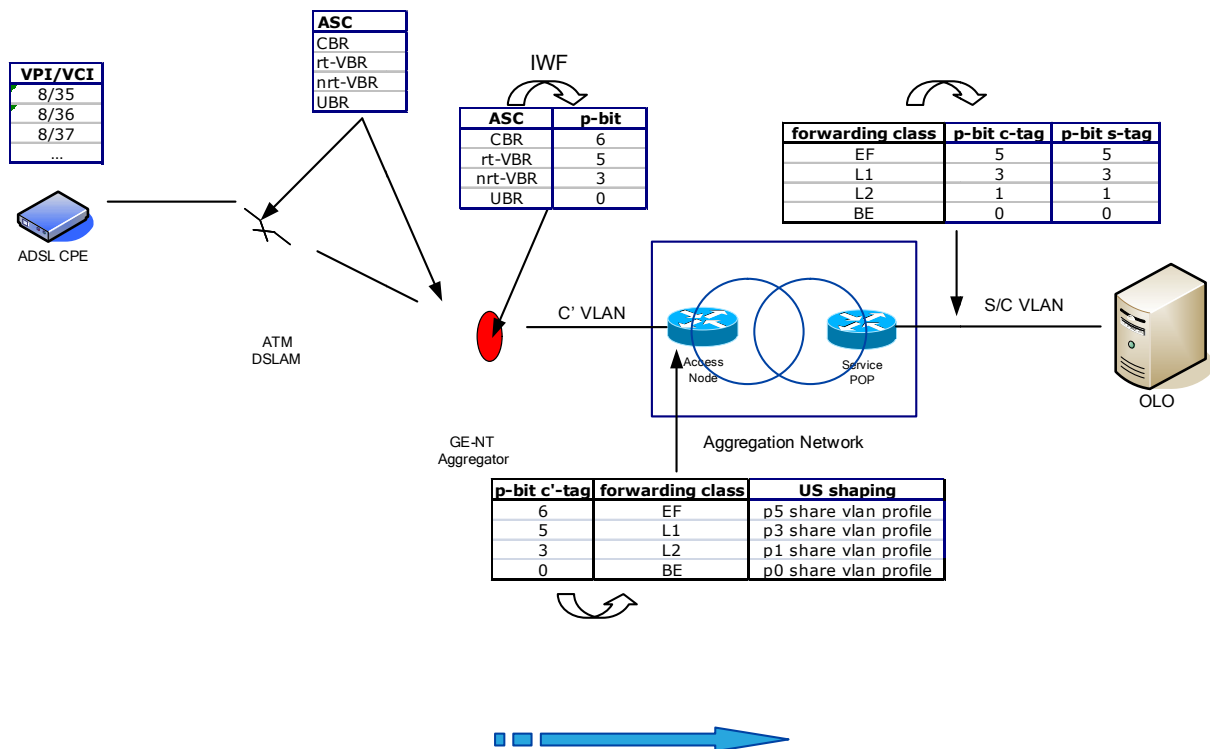 ASC
CBR
rt-VBR
nrt-VBR
UBR
VPI/VCI
8/35
8/36
8/37
...
IWF
ASC p-bit
CBR 6
rt-VBR 5
nrt-VBR 3
UBR 0
forwarding class p-bit c-tag p-bit s-tag
EF 5 5
L1 3 3
L2 1 1
BE 0 0
ADSL CPE
ATM
DSLAM
C' VLAN
Access
Node
Service
POP
S/C VLAN
OLO
GE-NT
Aggregator
Aggregation Network
p-bit c'-tag forwarding class US shaping
6 EF p5 share vlan profile
5 L1 p3 share vlan profile
3 L2 p1 share vlan profile
0 BE p0 share vlan profile